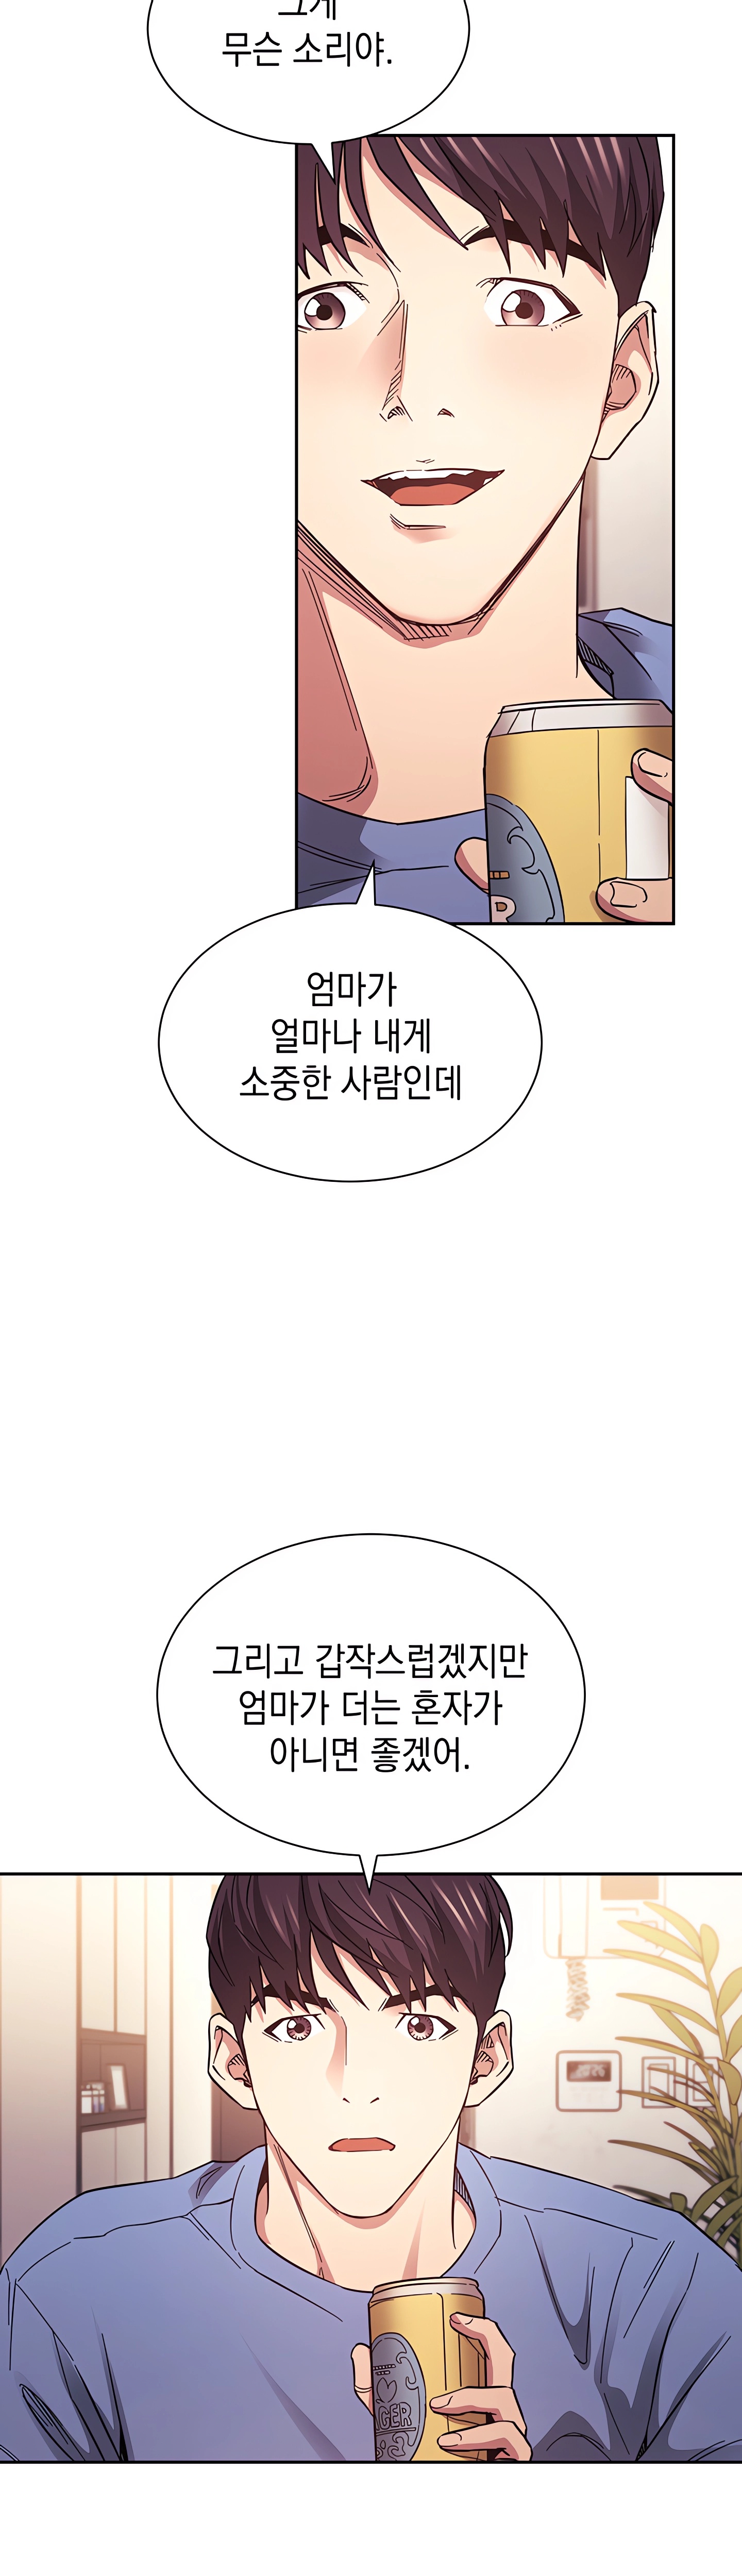 그게
무슨 소리야.
엄마가
얼마나 내게
소중한 사람인데
그리고 갑작스럽겠지만
엄마가 더는 혼자가
아니면 좋겠어.